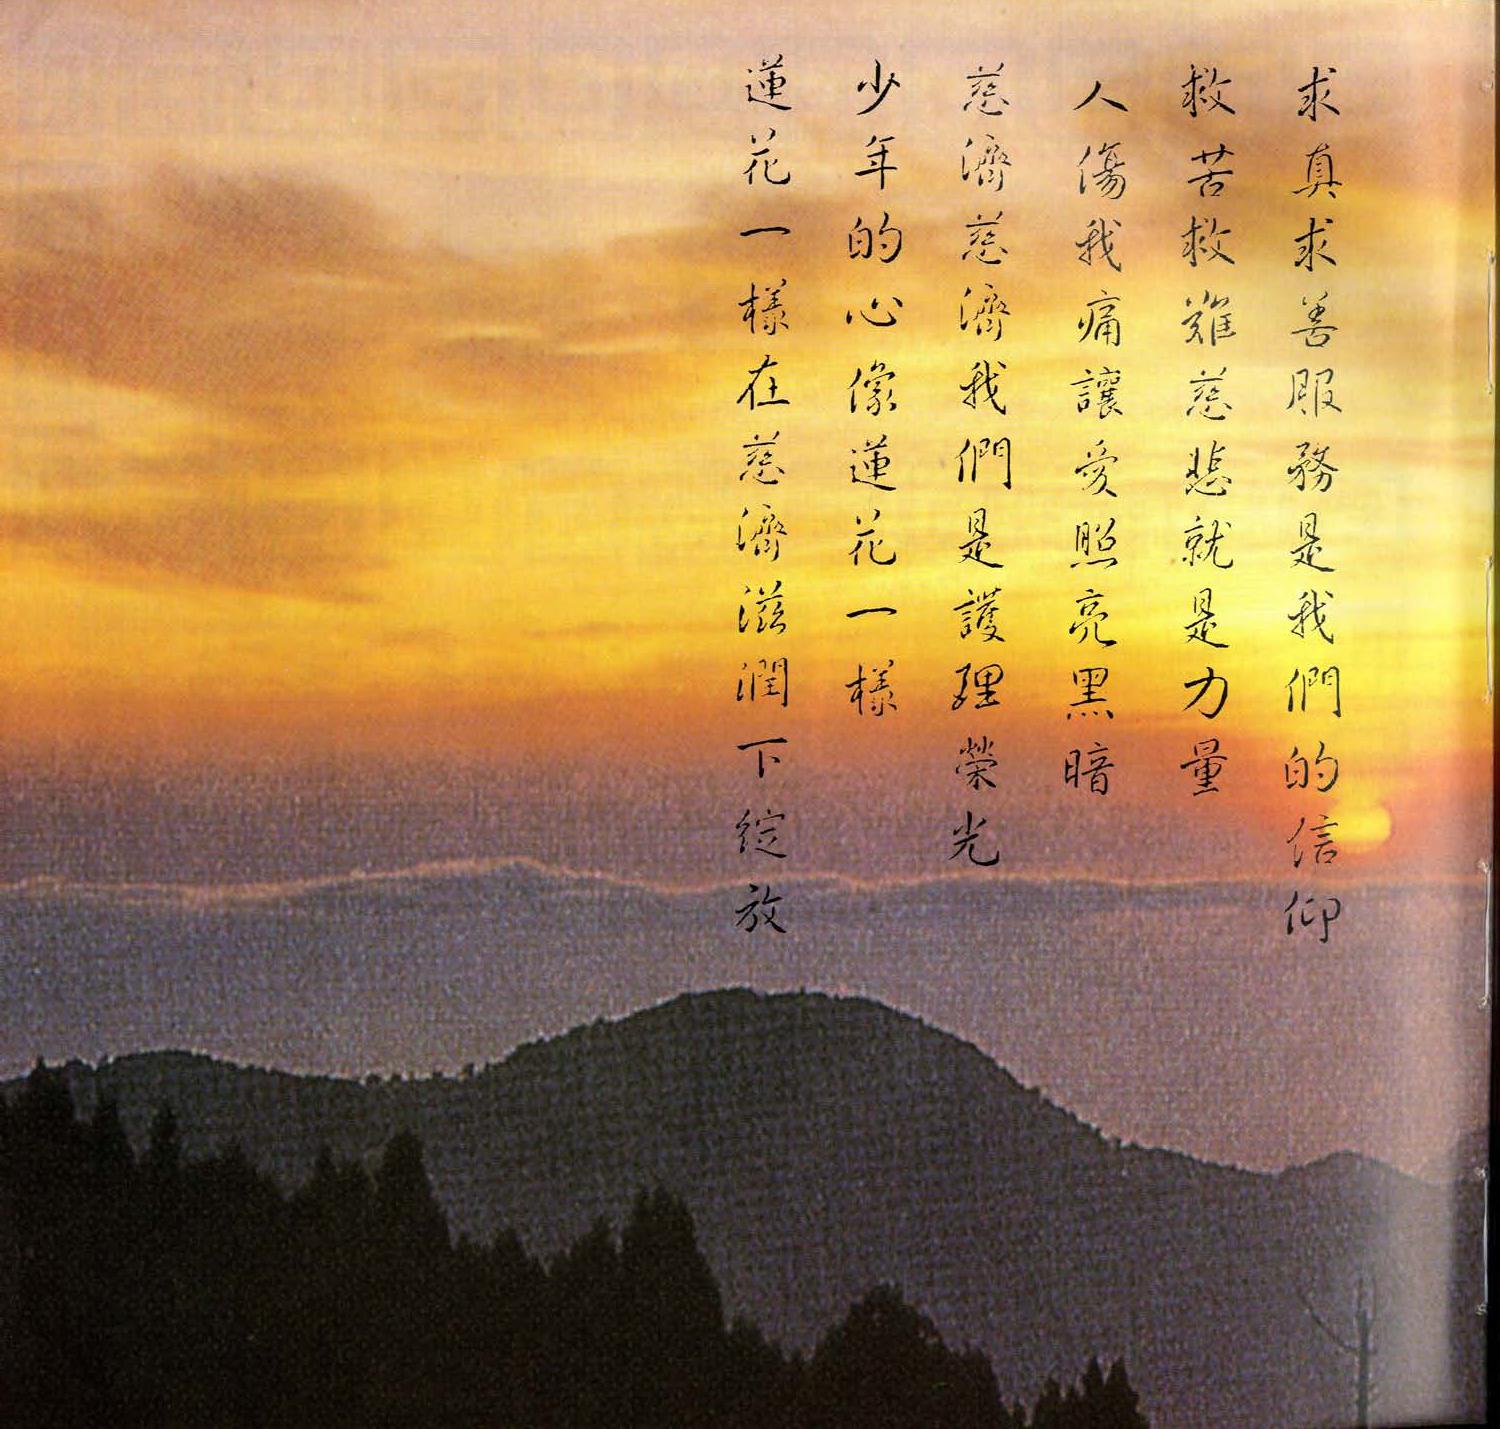 求真求善服務是我們的信仰
救苦救難慈悲就是力量
人傷我痛讓愛照亮黑暗
慈濟慈濟我們是護理榮光
少年的心像蓮花一樣
蓮花一樣在慈濟滋潤下綻放